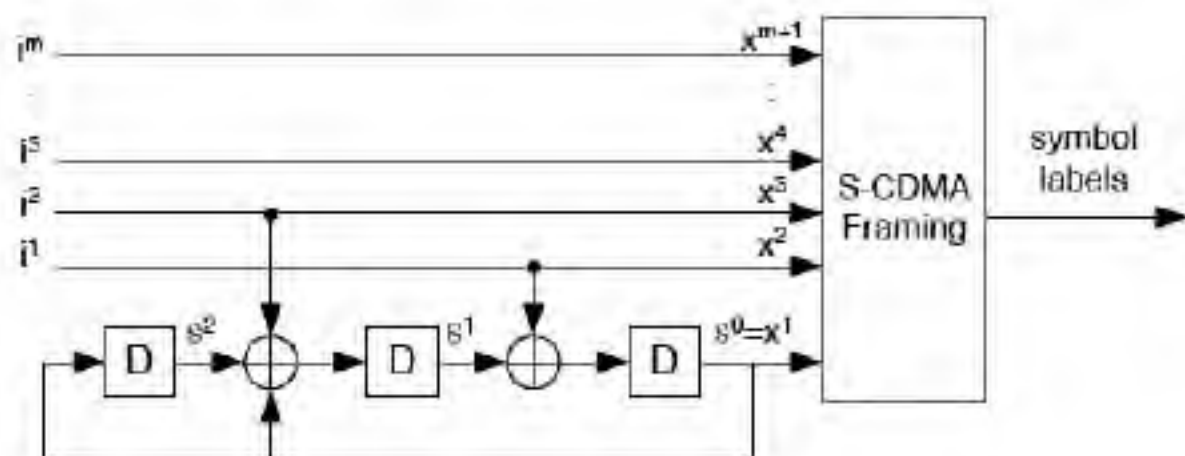 i^m
x^{m+1}
i^3
x^4
i^2
x^3
i^1
x^2
S-CDMA
Framing
symbol
labels
D
s^2
D
s^1
D
s^0=x^1